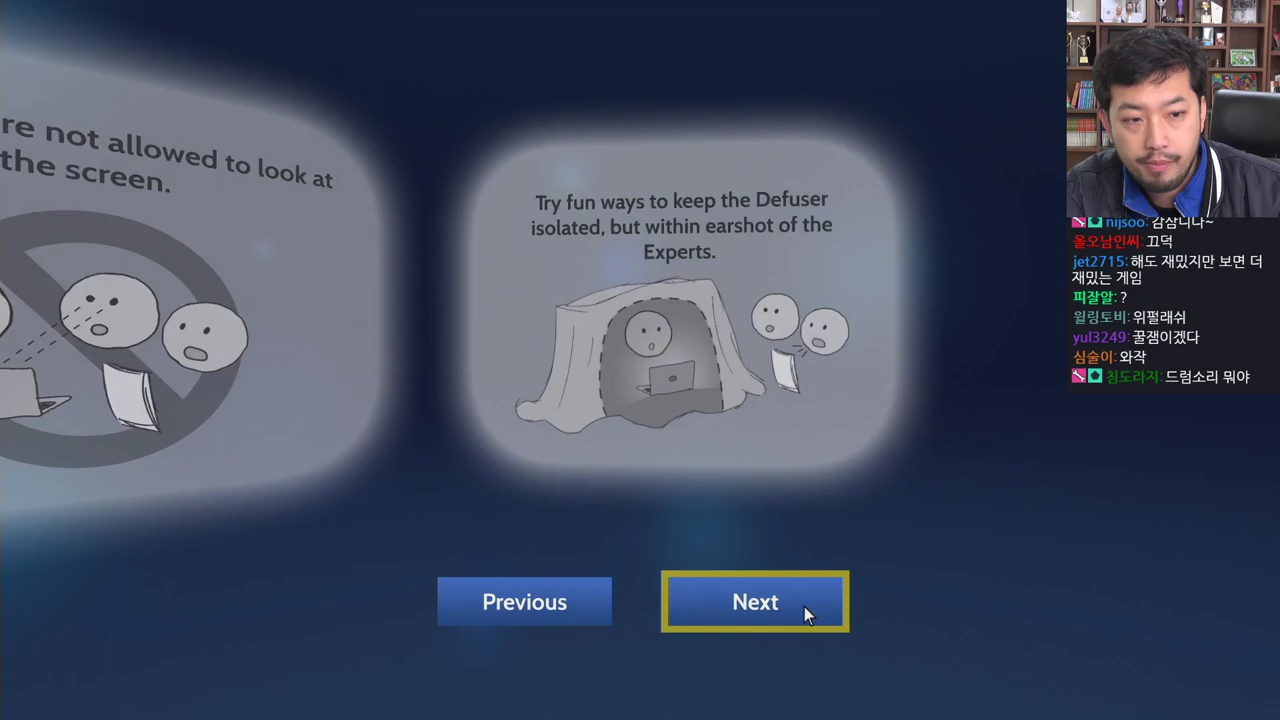 re not allowed to look at
the screen.
Try fun ways to keep the Defuser
isolated, but within earshot of the
Experts.
Previous
Next
nijsoo: 감삼니다~
올오남인씨: 끄덕
jet2715: 해도 재밌지만 보면 더
재밌는 게임
피잘알: ?
윌링토비: 위펄래쉬
yul3249: 꿀잼이겠다
심술이: 와작
침도라지: 드럼소리 뭐야